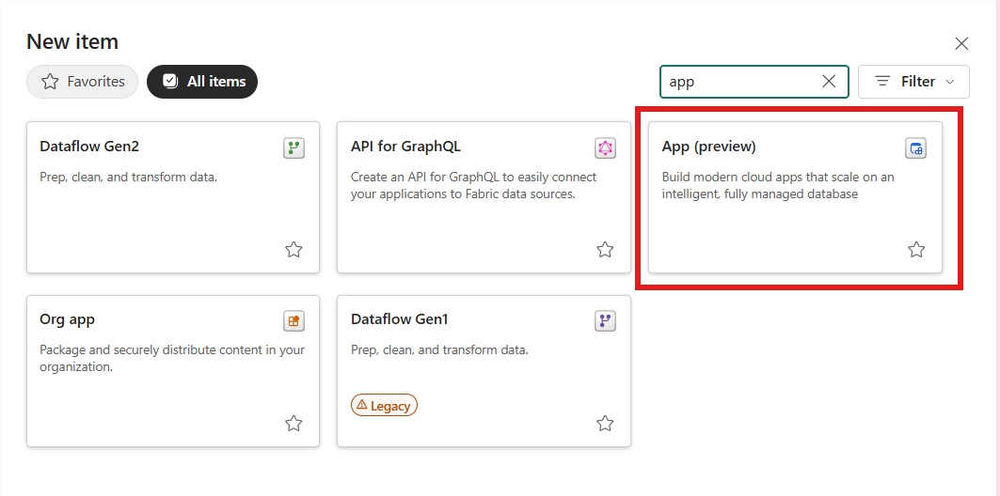 New item
Favorites
All items
app
Filter
Dataflow Gen2
Prep, clean, and transform data.
API for GraphQL
Create an API for GraphQL to easily connect
your applications to Fabric data sources.
App (preview)
Build modern cloud apps that scale on an
intelligent, fully managed database
Org app
Package and securely distribute content in your
organization.
Dataflow Gen1
Prep, clean, and transform data.
Legacy